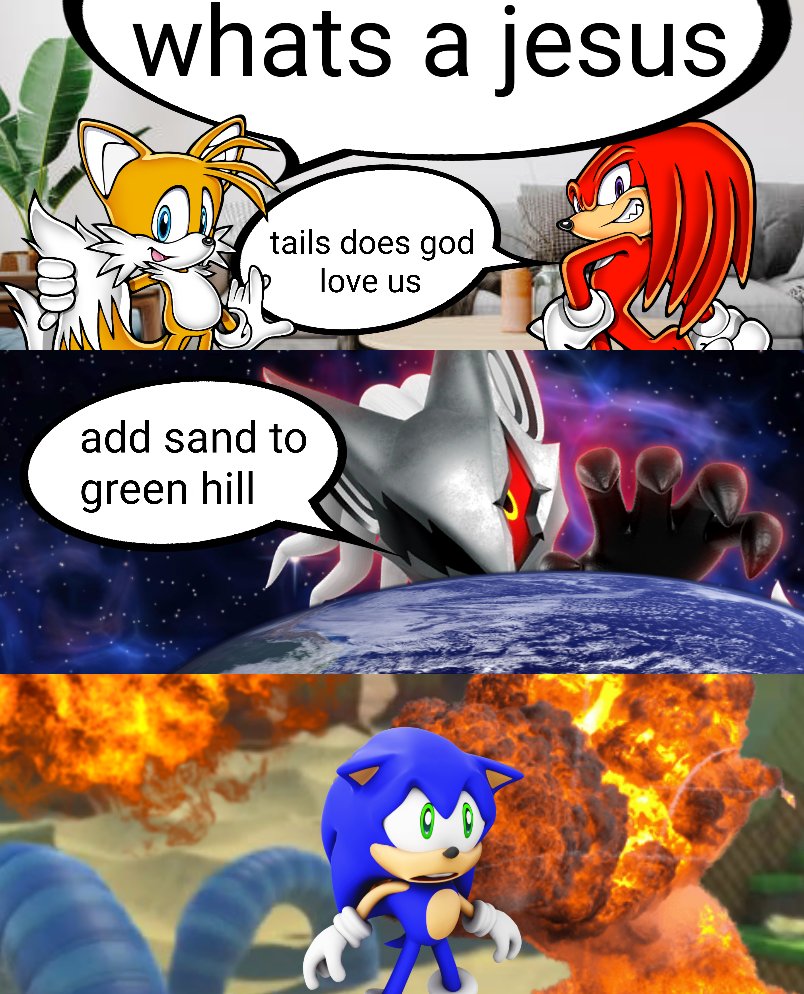 whats a jesus
tails does god
love us
add sand to
green hill